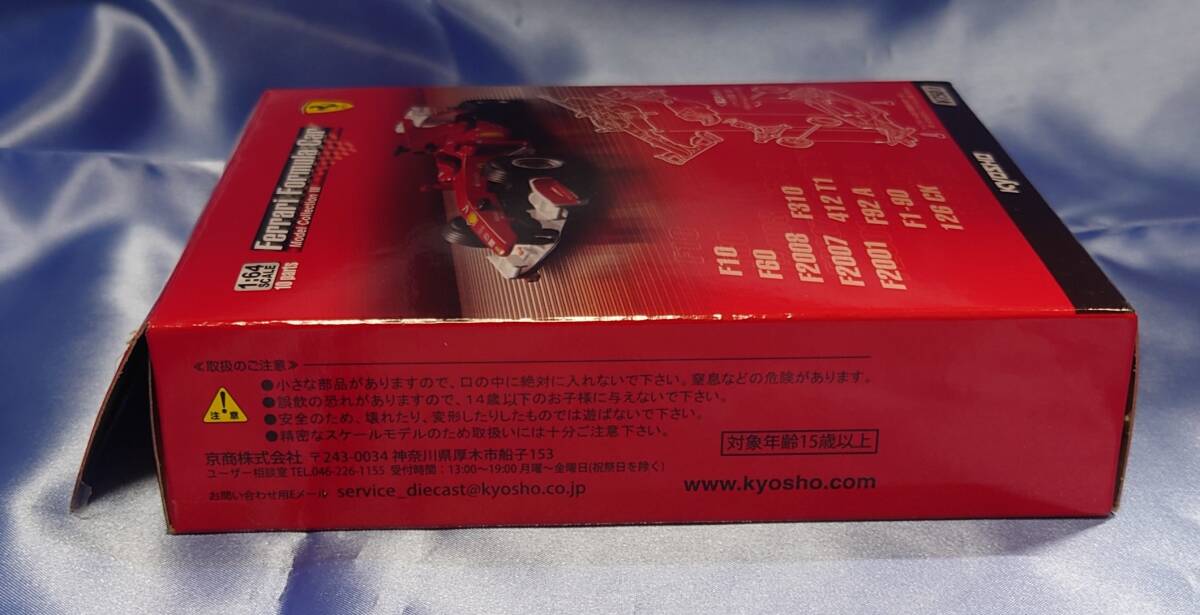 Ferrari Formula Car
Model Collection III
1:64
SCALE
10 parts
F10
F60
F2008
F2007
F2001
F310
412 T1
F92 A
F1-90
126 CK
KYOSHO
≪取扱のご注意≫
注 意
●小さな部品がありますので、口の中に絶対に入れないで下さい。窒息などの危険があります。
●誤飲の恐れがありますので、14歳以下のお子様に与えないで下さい。
●安全のため、壊れたり、変形したりしたものでは遊ばないで下さい。
●精密なスケールモデルのため取扱いには十分ご注意下さい。
対象年齢15歳以上
京商株式会社 〒243-0034 神奈川県厚木市船子153
ユーザー相談室 TEL.046-226-1155 受付時間：13:00〜19:00 月曜〜金曜日(祝祭日を除く)
お問い合わせ用Eメール service_diecast@kyosho.co.jp
www.kyosho.com